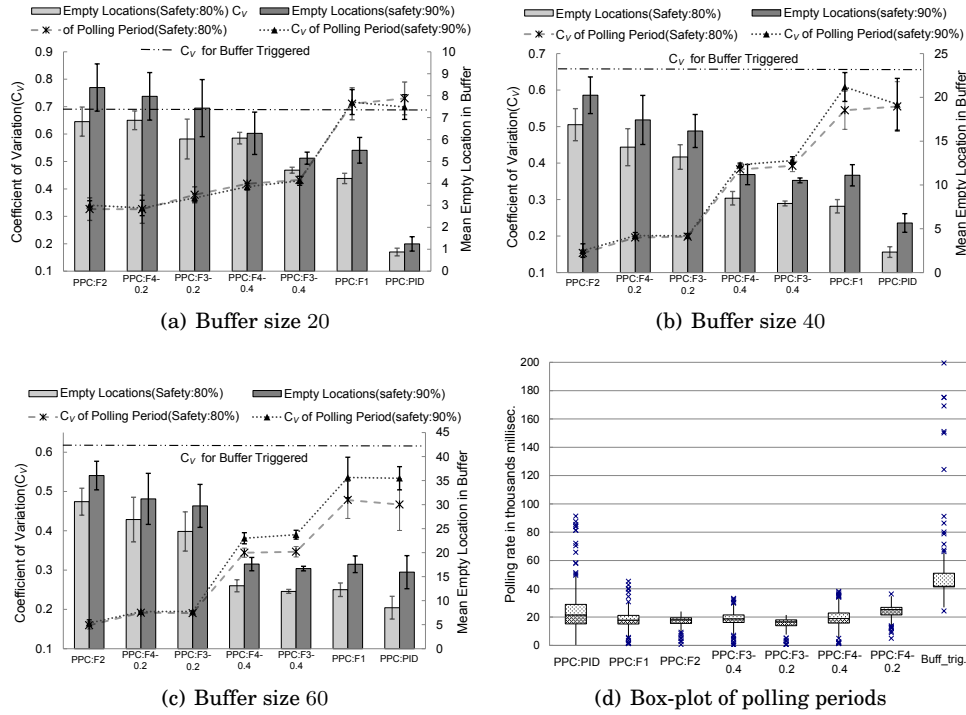 Empty Locations(Safety:80%) CV
Empty Locations(Safety:90%)
of Polling Period(Safety:80%)
CV of Polling Period(safety:90%)
CV for Buffer Triggered
Coefficient of Variation(CV)
0.9
0.8
0.7
0.6
0.5
0.4
0.3
0.2
0.1
10
9
8
7
6
5
4
3
2
1
0
Mean Empty Location in Buffer
PPC:F2
PPC:F4-0.2
PPC:F3-0.2
PPC:F4-0.4
PPC:F3-0.4
PPC:F1
PPC:PID
(a) Buffer size 20
Empty Locations(Safety:80%)
Empty Locations(Safety:90%)
CV of Polling Period(Safety:80%)
CV of Polling Period(safety:90%)
CV for Buffer Triggered
Coefficient of Variation(CV)
0.7
0.6
0.5
0.4
0.3
0.2
0.1
25
20
15
10
5
0
Mean Empty Location in Buffer
PPC:F2
PPC:F4-0.2
PPC:F3-0.2
PPC:F4-0.4
PPC:F3-0.4
PPC:F1
PPC:PID
(b) Buffer size 40
Empty Locations(Safety:80%)
Empty Locations(safety:90%)
CV of Polling Period(Safety:80%)
CV of Polling Period(safety:90%)
CV for Buffer Triggered
Coefficient of Variation(CV)
0.6
0.5
0.4
0.3
0.2
0.1
45
40
35
30
25
20
15
10
5
0
Mean Empty Location in Buffer
PPC:F2
PPC:F4-0.2
PPC:F3-0.2
PPC:F4-0.4
PPC:F3-0.4
PPC:F1
PPC:PID
(c) Buffer size 60
Polling rate in thousands millisec.
200
180
160
140
120
100
80
60
40
20
0
PPC:PID
PPC:F1
PPC:F2
PPC:F3-0.4
PPC:F3-0.2
PPC:F4-0.4
PPC:F4-0.2
Buff_trig.
(d) Box-plot of polling periods